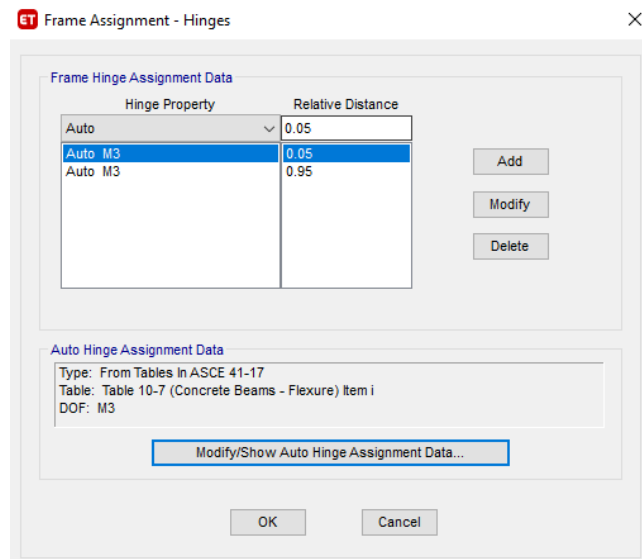 ET Frame Assignment - Hinges
Frame Hinge Assignment Data
Hinge Property Relative Distance
Auto 0.05
Auto M3 0.05
Auto M3 0.95
Add
Modify
Delete
Auto Hinge Assignment Data
Type: From Tables In ASCE 41-17
Table: Table 10-7 (Concrete Beams - Flexure) Item i
DOF: M3
Modify/Show Auto Hinge Assignment Data...
OK Cancel